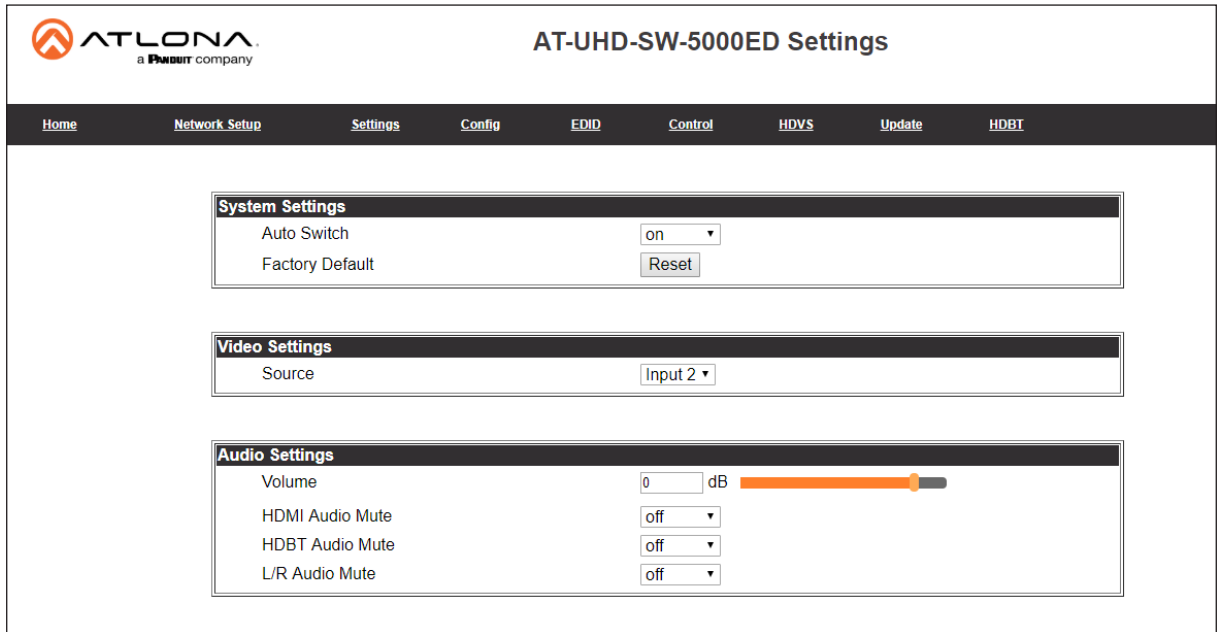 ATLONA.
a PANDUIT company
AT-UHD-SW-5000ED Settings
Home Network Setup Settings Config EDID Control HDVS Update HDBT
System Settings
Auto Switch on
Factory Default Reset
Video Settings
Source Input 2
Audio Settings
Volume 0 dB
HDMI Audio Mute off
HDBT Audio Mute off
L/R Audio Mute off